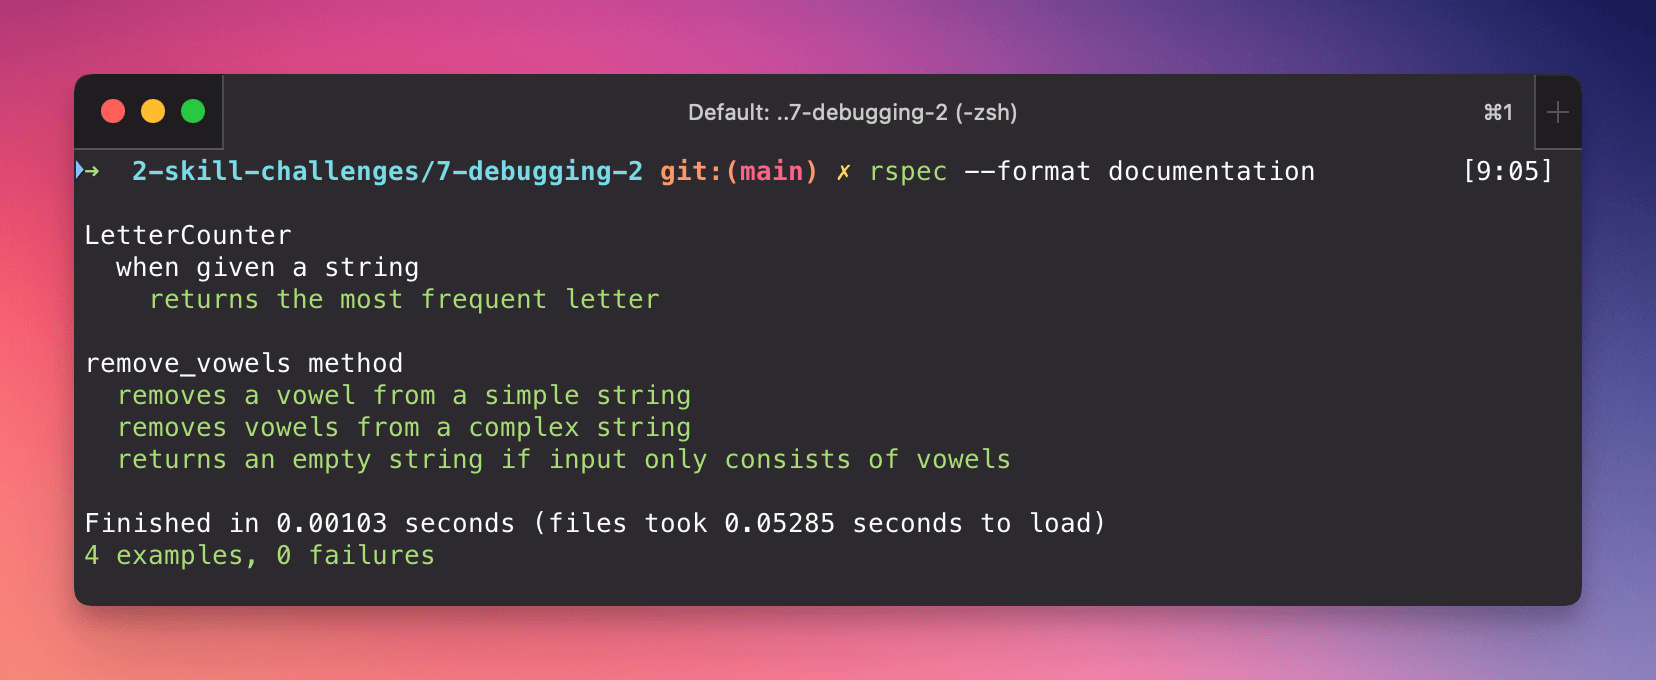 Default: ..7-debugging-2 (-zsh) ⌘1 +
➜ 2-skill-challenges/7-debugging-2 git:(main) ✗ rspec --format documentation [9:05]
LetterCounter
when given a string
returns the most frequent letter
remove_vowels method
removes a vowel from a simple string
removes vowels from a complex string
returns an empty string if input only consists of vowels
Finished in 0.00103 seconds (files took 0.05285 seconds to load)
4 examples, 0 failures